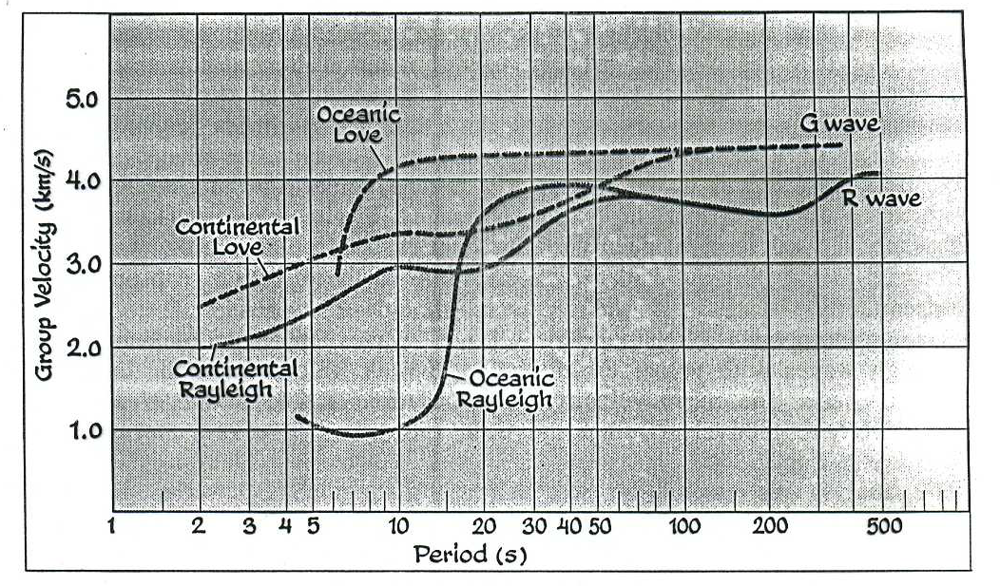 5.0
Oceanic
Love
G wave
4.0
R wave
Continental
Love
3.0
2.0
Continental
Rayleigh
Oceanic
Rayleigh
1.0
Group Velocity (km/s)
1 2 3 4 5 10 20 30 40 50 100 200 500
Period (s)